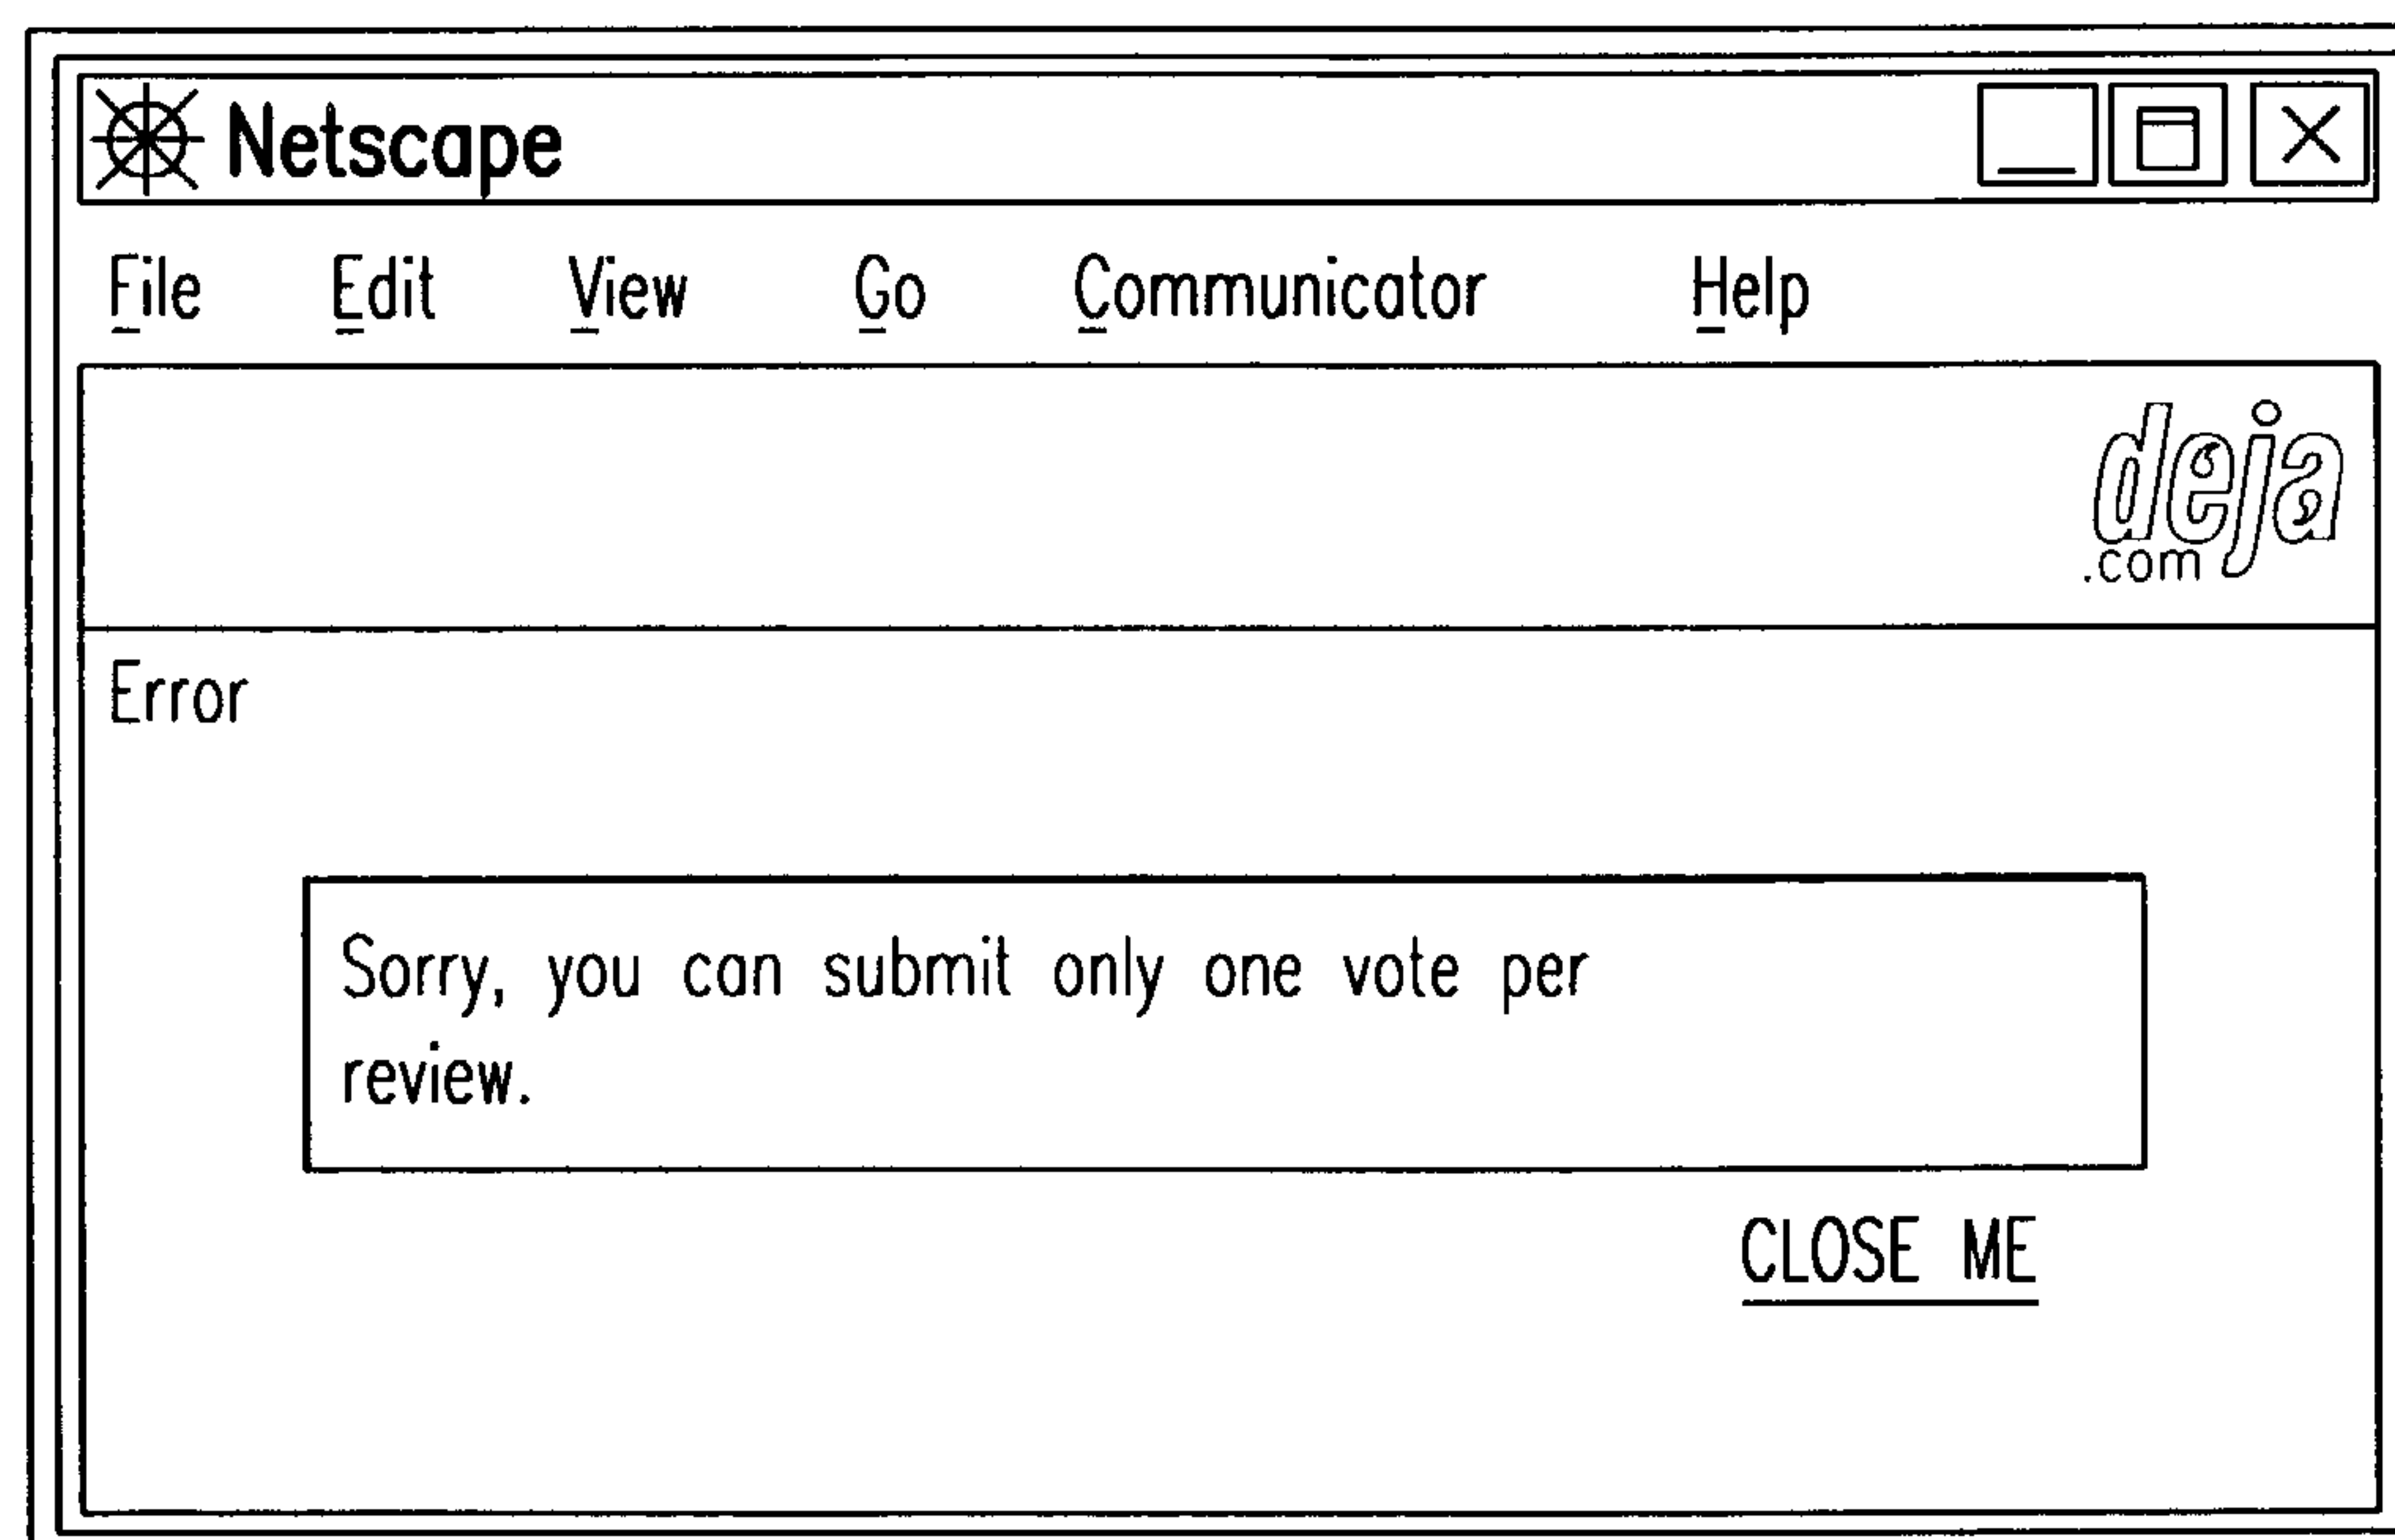 Netscape
File Edit View Go Communicator Help
deja
.com
Error
Sorry, you can submit only one vote per
review.
CLOSE ME